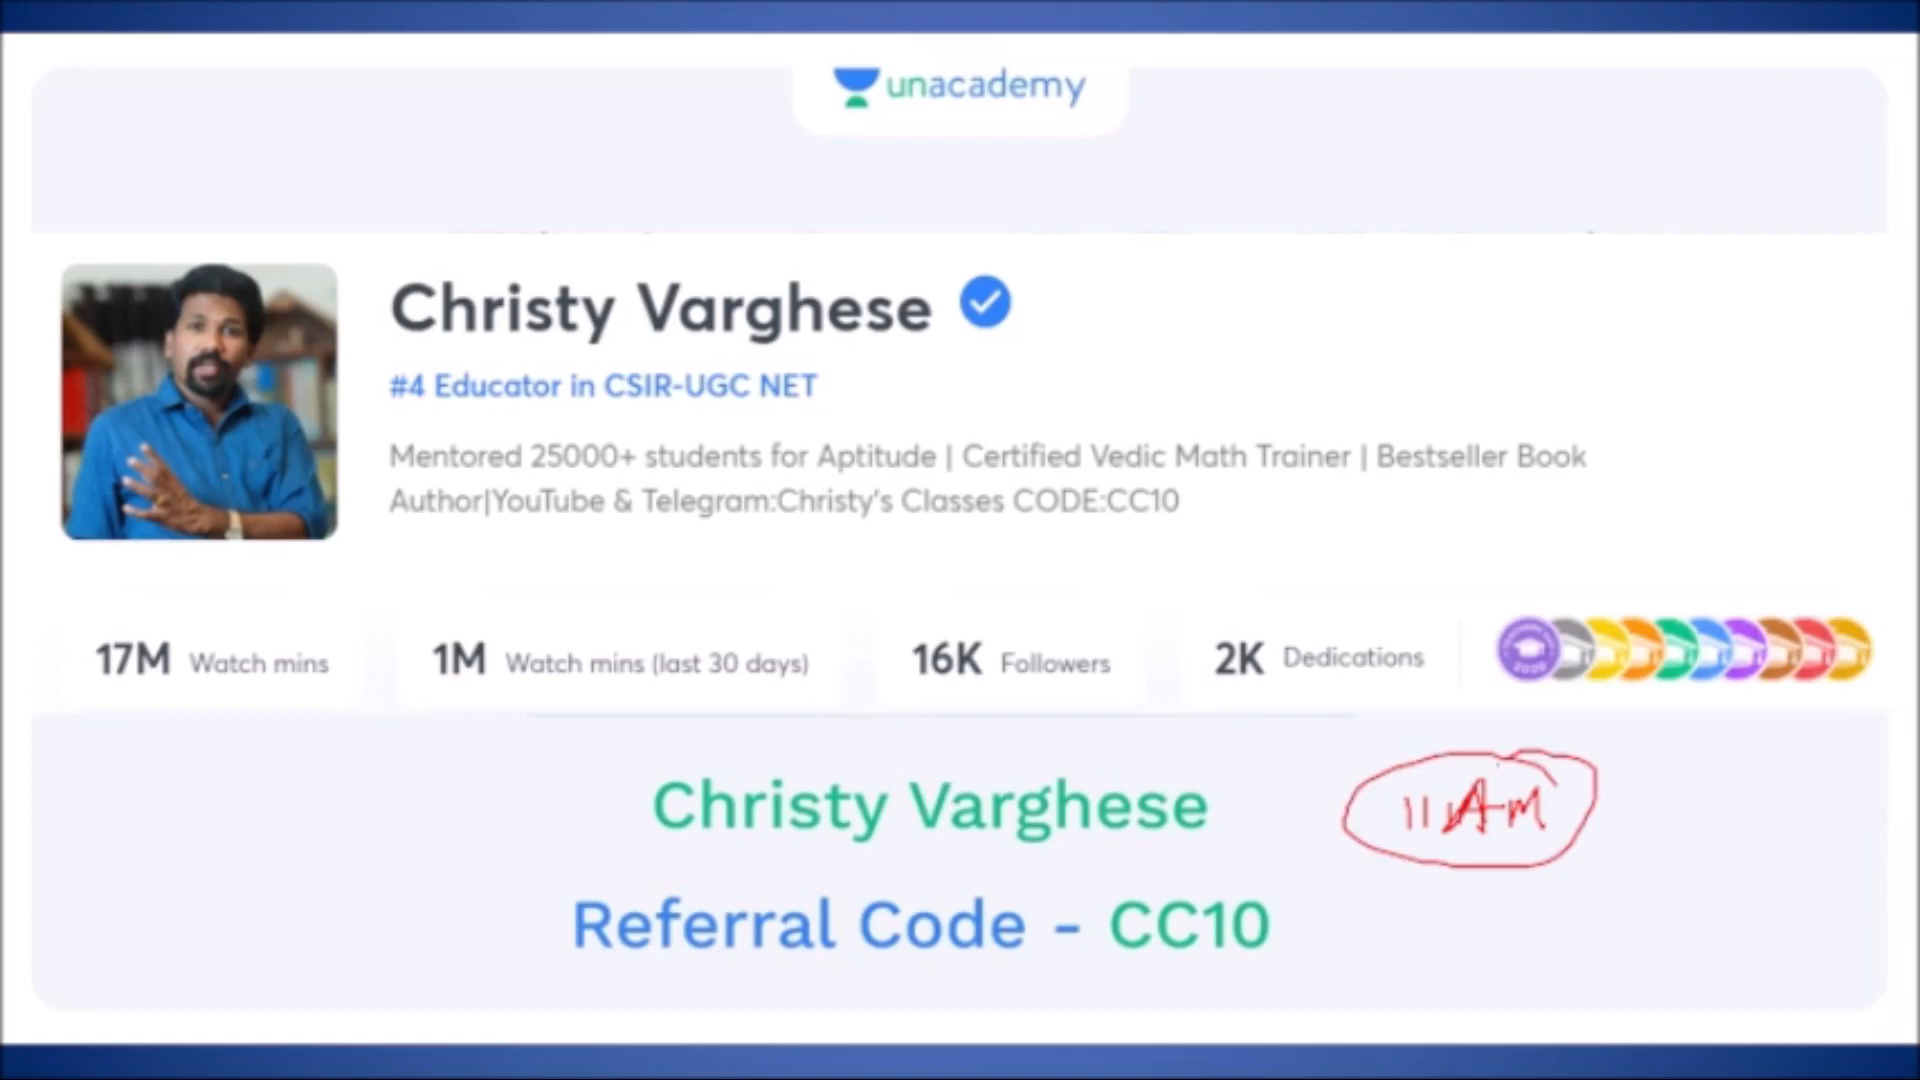 unacademy
Christy Varghese
#4 Educator in CSIR-UGC NET
Mentored 25000+ students for Aptitude | Certified Vedic Math Trainer | Bestseller Book
Author|YouTube & Telegram:Christy's Classes CODE:CC10
17M Watch mins
1M Watch mins (last 30 days)
16K Followers
2K Dedications
Christy Varghese
11 AM
Referral Code - CC10